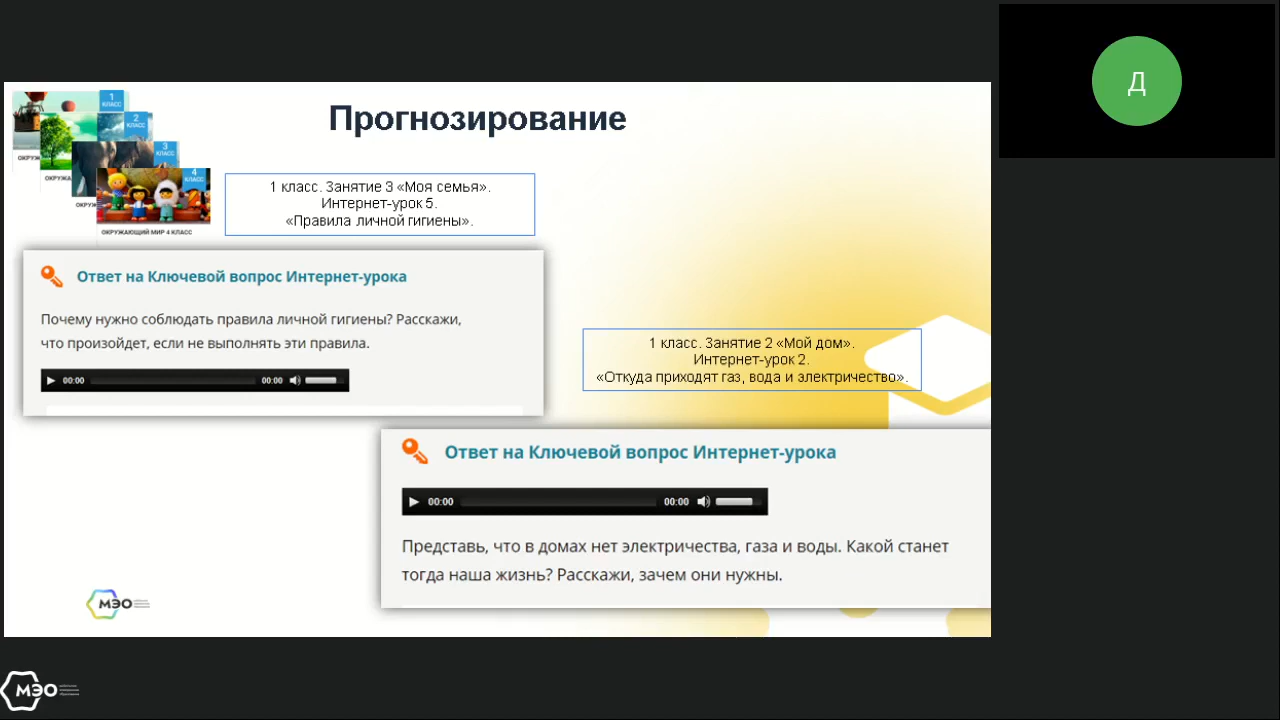 Д
Прогнозирование
1
КЛАСС
2
КЛАСС
3
КЛАСС
4
КЛАСС
ОКРУЖ
ОКРУЖА
ОКРУЖ
ОКРУЖАЮЩИЙ МИР 4 КЛАСС
1 класс. Занятие 3 «Моя семья».
Интернет-урок 5.
«Правила личной гигиены».
Ответ на Ключевой вопрос Интернет-урока
Почему нужно соблюдать правила личной гигиены? Расскажи,
что произойдет, если не выполнять эти правила.
00:00 00:00
1 класс. Занятие 2 «Мой дом».
Интернет-урок 2.
«Откуда приходят газ, вода и электричество».
Ответ на Ключевой вопрос Интернет-урока
00:00 00:00
Представь, что в домах нет электричества, газа и воды. Какой станет
тогда наша жизнь? Расскажи, зачем они нужны.
МЭО
МЭО